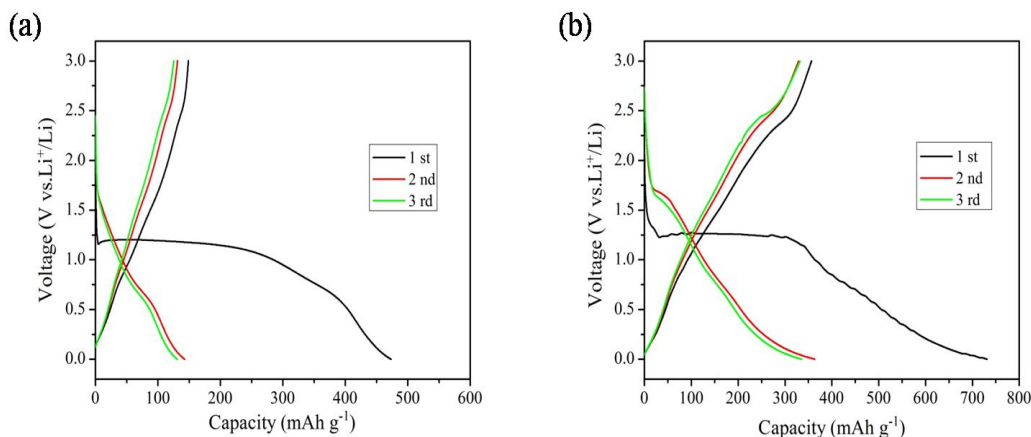 (a)
3.0
2.5
2.0
1.5
1.0
0.5
0.0
Voltage (V vs.Li⁺/Li)
1 st
2 nd
3 rd
0 100 200 300 400 500 600
Capacity (mAh g⁻¹)
(b)
3.0
2.5
2.0
1.5
1.0
0.5
0.0
Voltage (V vs.Li⁺/Li)
1 st
2 nd
3 rd
0 100 200 300 400 500 600 700 800
Capacity (mAh g⁻¹)